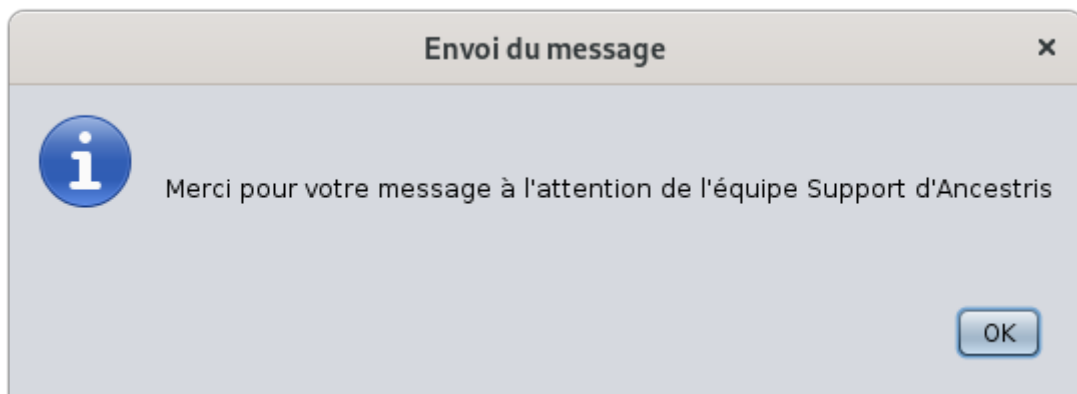 Envoi du message
Merci pour votre message à l'attention de l'équipe Support d'Ancestris
OK